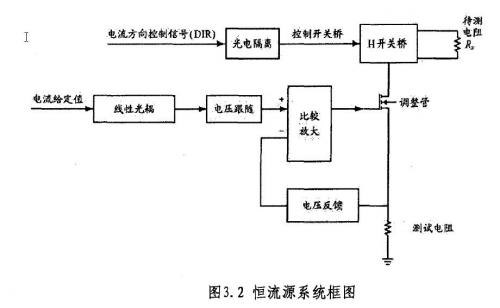 电流方向控制信号(DIR)
光电隔离
控制开关桥
H开关桥
待测
电阻
Rx
电流给定值
线性光耦
电压跟随
+
−
比较
放大
调整管
电压反馈
测试电阻
图3.2 恒流源系统框图